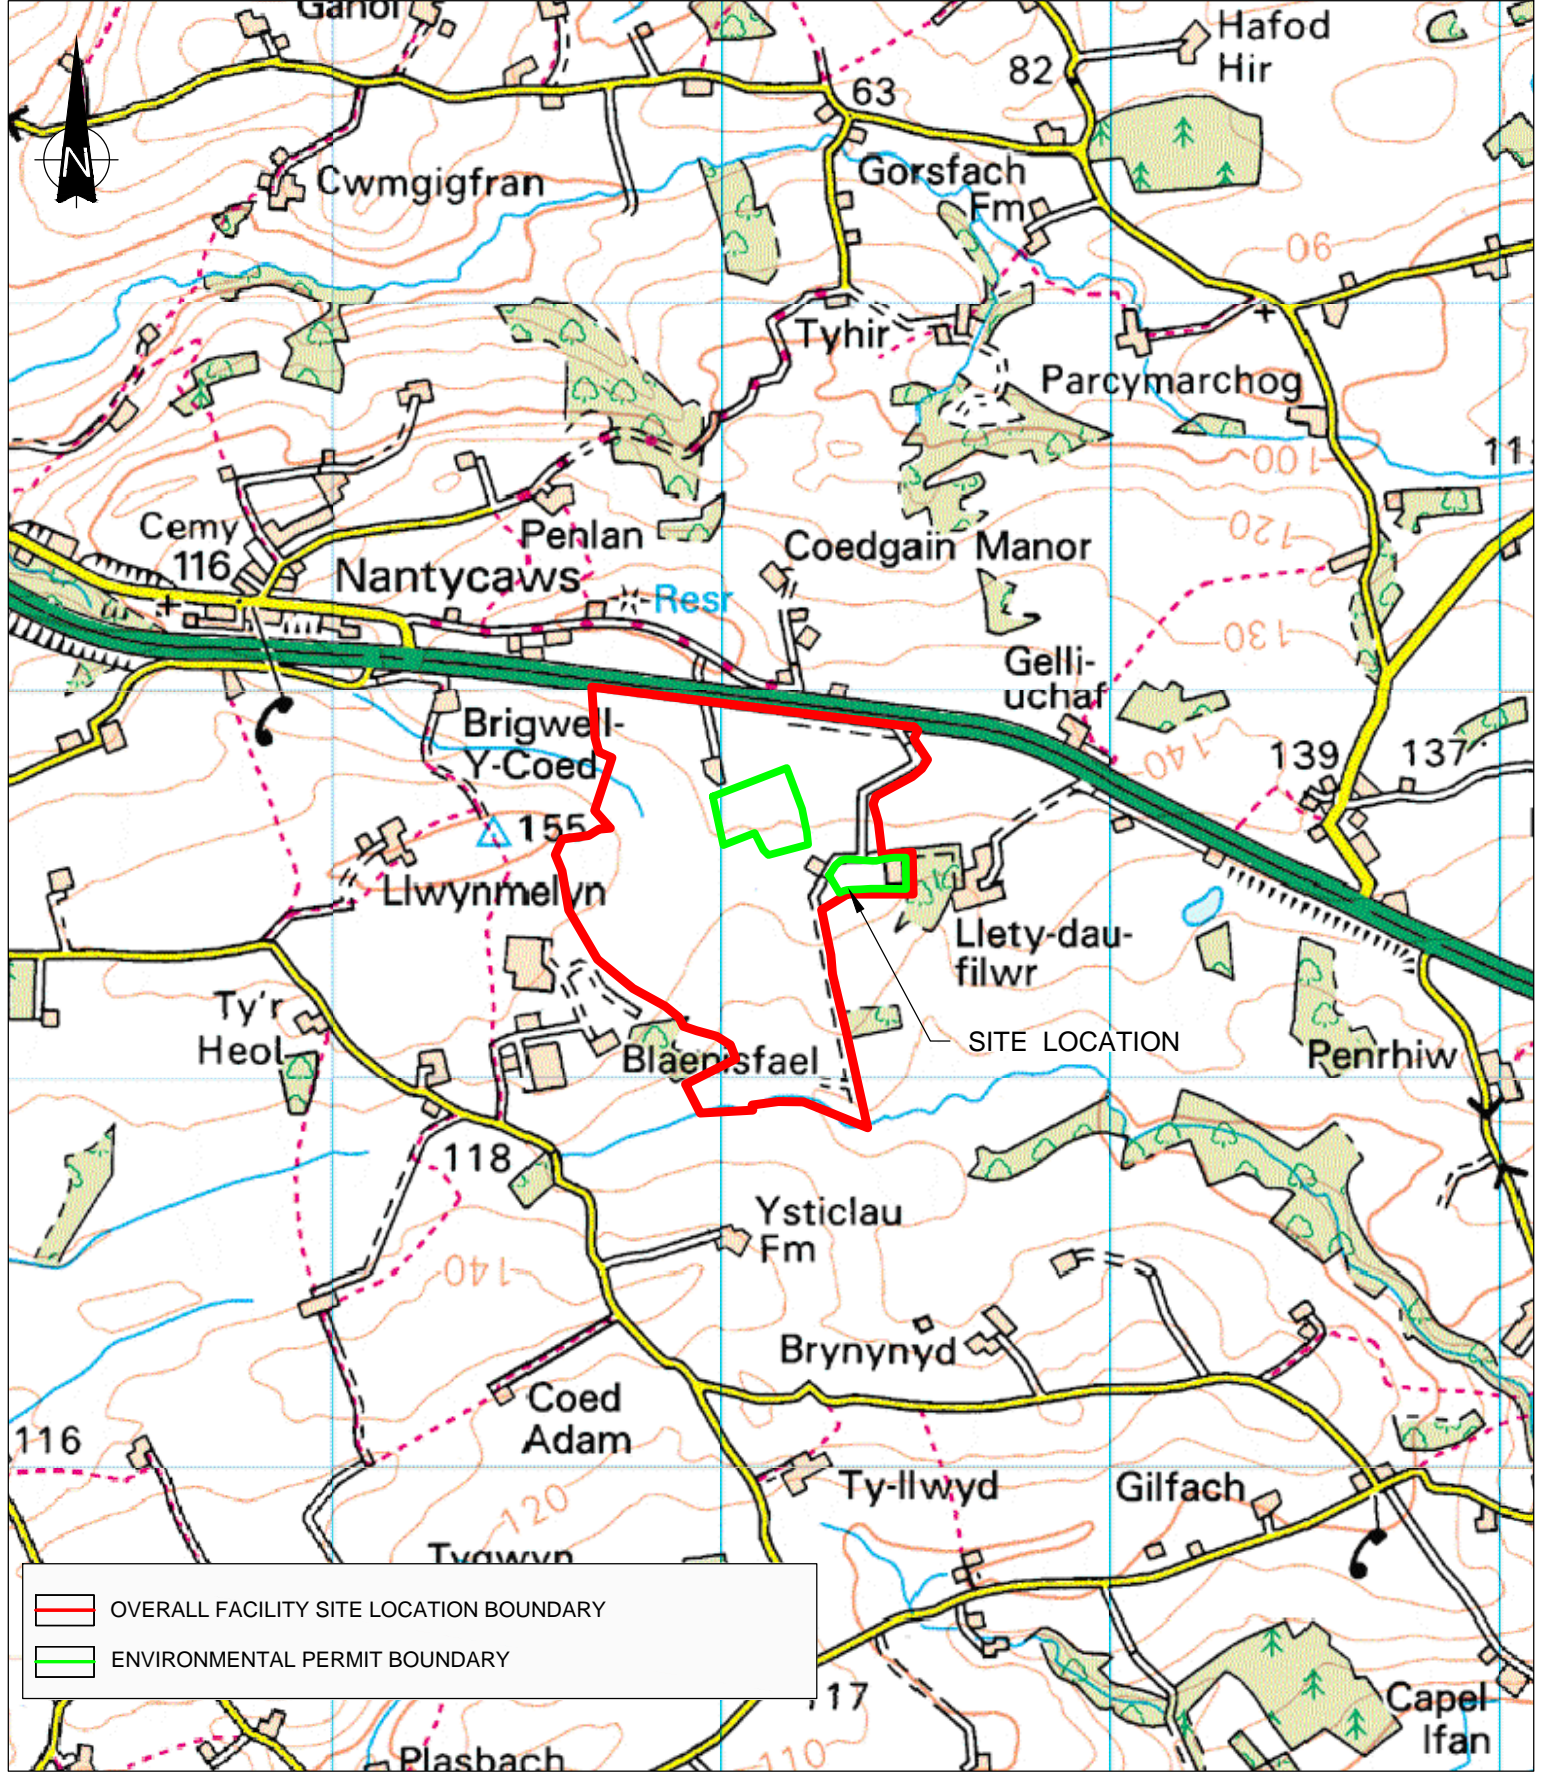 Ganol
Hafod
Hir
82
63
N
Cwmgigfran
Gorsfach
Fm
90
Tyhir
Parcymarchog
100
11
Cemy
116
Penlan
Coedgain Manor
120
Nantycaws
Resr
130
Gelli-
uchaf
Brigwell-
Y-Coed
140
139
137
155
Llwynmelyn
Llety-dau-
filwr
Ty'r
Heol
SITE LOCATION
Blaenisfael
Penrhiw
118
Ysticlau
Fm
140
Brynynyd
Coed
Adam
116
Ty-llwyd
Gilfach
120
Tygwyn
OVERALL FACILITY SITE LOCATION BOUNDARY
ENVIRONMENTAL PERMIT BOUNDARY
117
Capel
Ifan
110
Plasbach